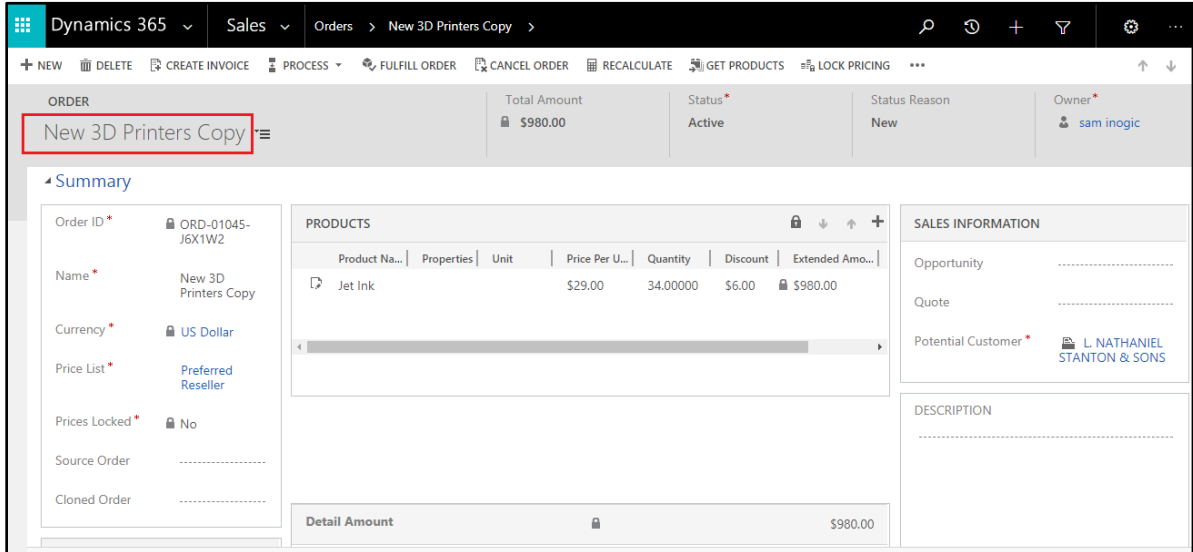 Dynamics 365 Sales Orders > New 3D Printers Copy >
+ NEW DELETE CREATE INVOICE PROCESS FULFILL ORDER CANCEL ORDER RECALCULATE GET PRODUCTS LOCK PRICING •••
ORDER
New 3D Printers Copy
Total Amount
$980.00
Status*
Active
Status Reason
New
Owner*
sam inogic
Summary
Order ID*
ORD-01045-
J6X1W2
Name*
New 3D
Printers Copy
Currency*
US Dollar
Price List*
Preferred
Reseller
Prices Locked*
No
Source Order
Cloned Order
PRODUCTS
Product Na... Properties Unit Price Per U... Quantity Discount Extended Amo...
Jet Ink $29.00 34.00000 $6.00 $980.00
Detail Amount $980.00
SALES INFORMATION
Opportunity
Quote
Potential Customer*
L. NATHANIEL
STANTON & SONS
DESCRIPTION